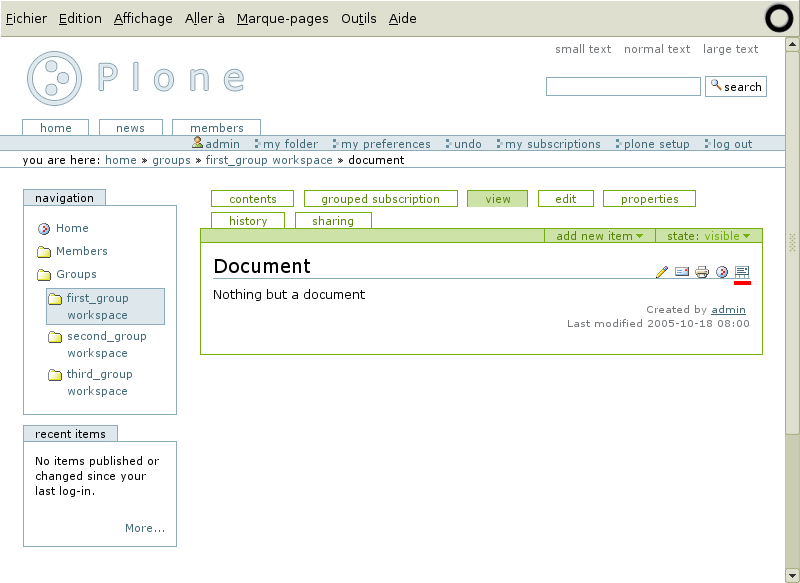 Fichier Edition Affichage Aller à Marque-pages Outils Aide
small text normal text large text
Plone
search
home news members
admin my folder my preferences undo my subscriptions plone setup log out
you are here: home » groups » first_group workspace » document
navigation
Home
Members
Groups
first_group
workspace
second_group
workspace
third_group
workspace
recent items
No items published or
changed since your
last log-in.
More...
contents grouped subscription view edit properties
history sharing
add new item state: visible
Document
Nothing but a document
Created by admin
Last modified 2005-10-18 08:00